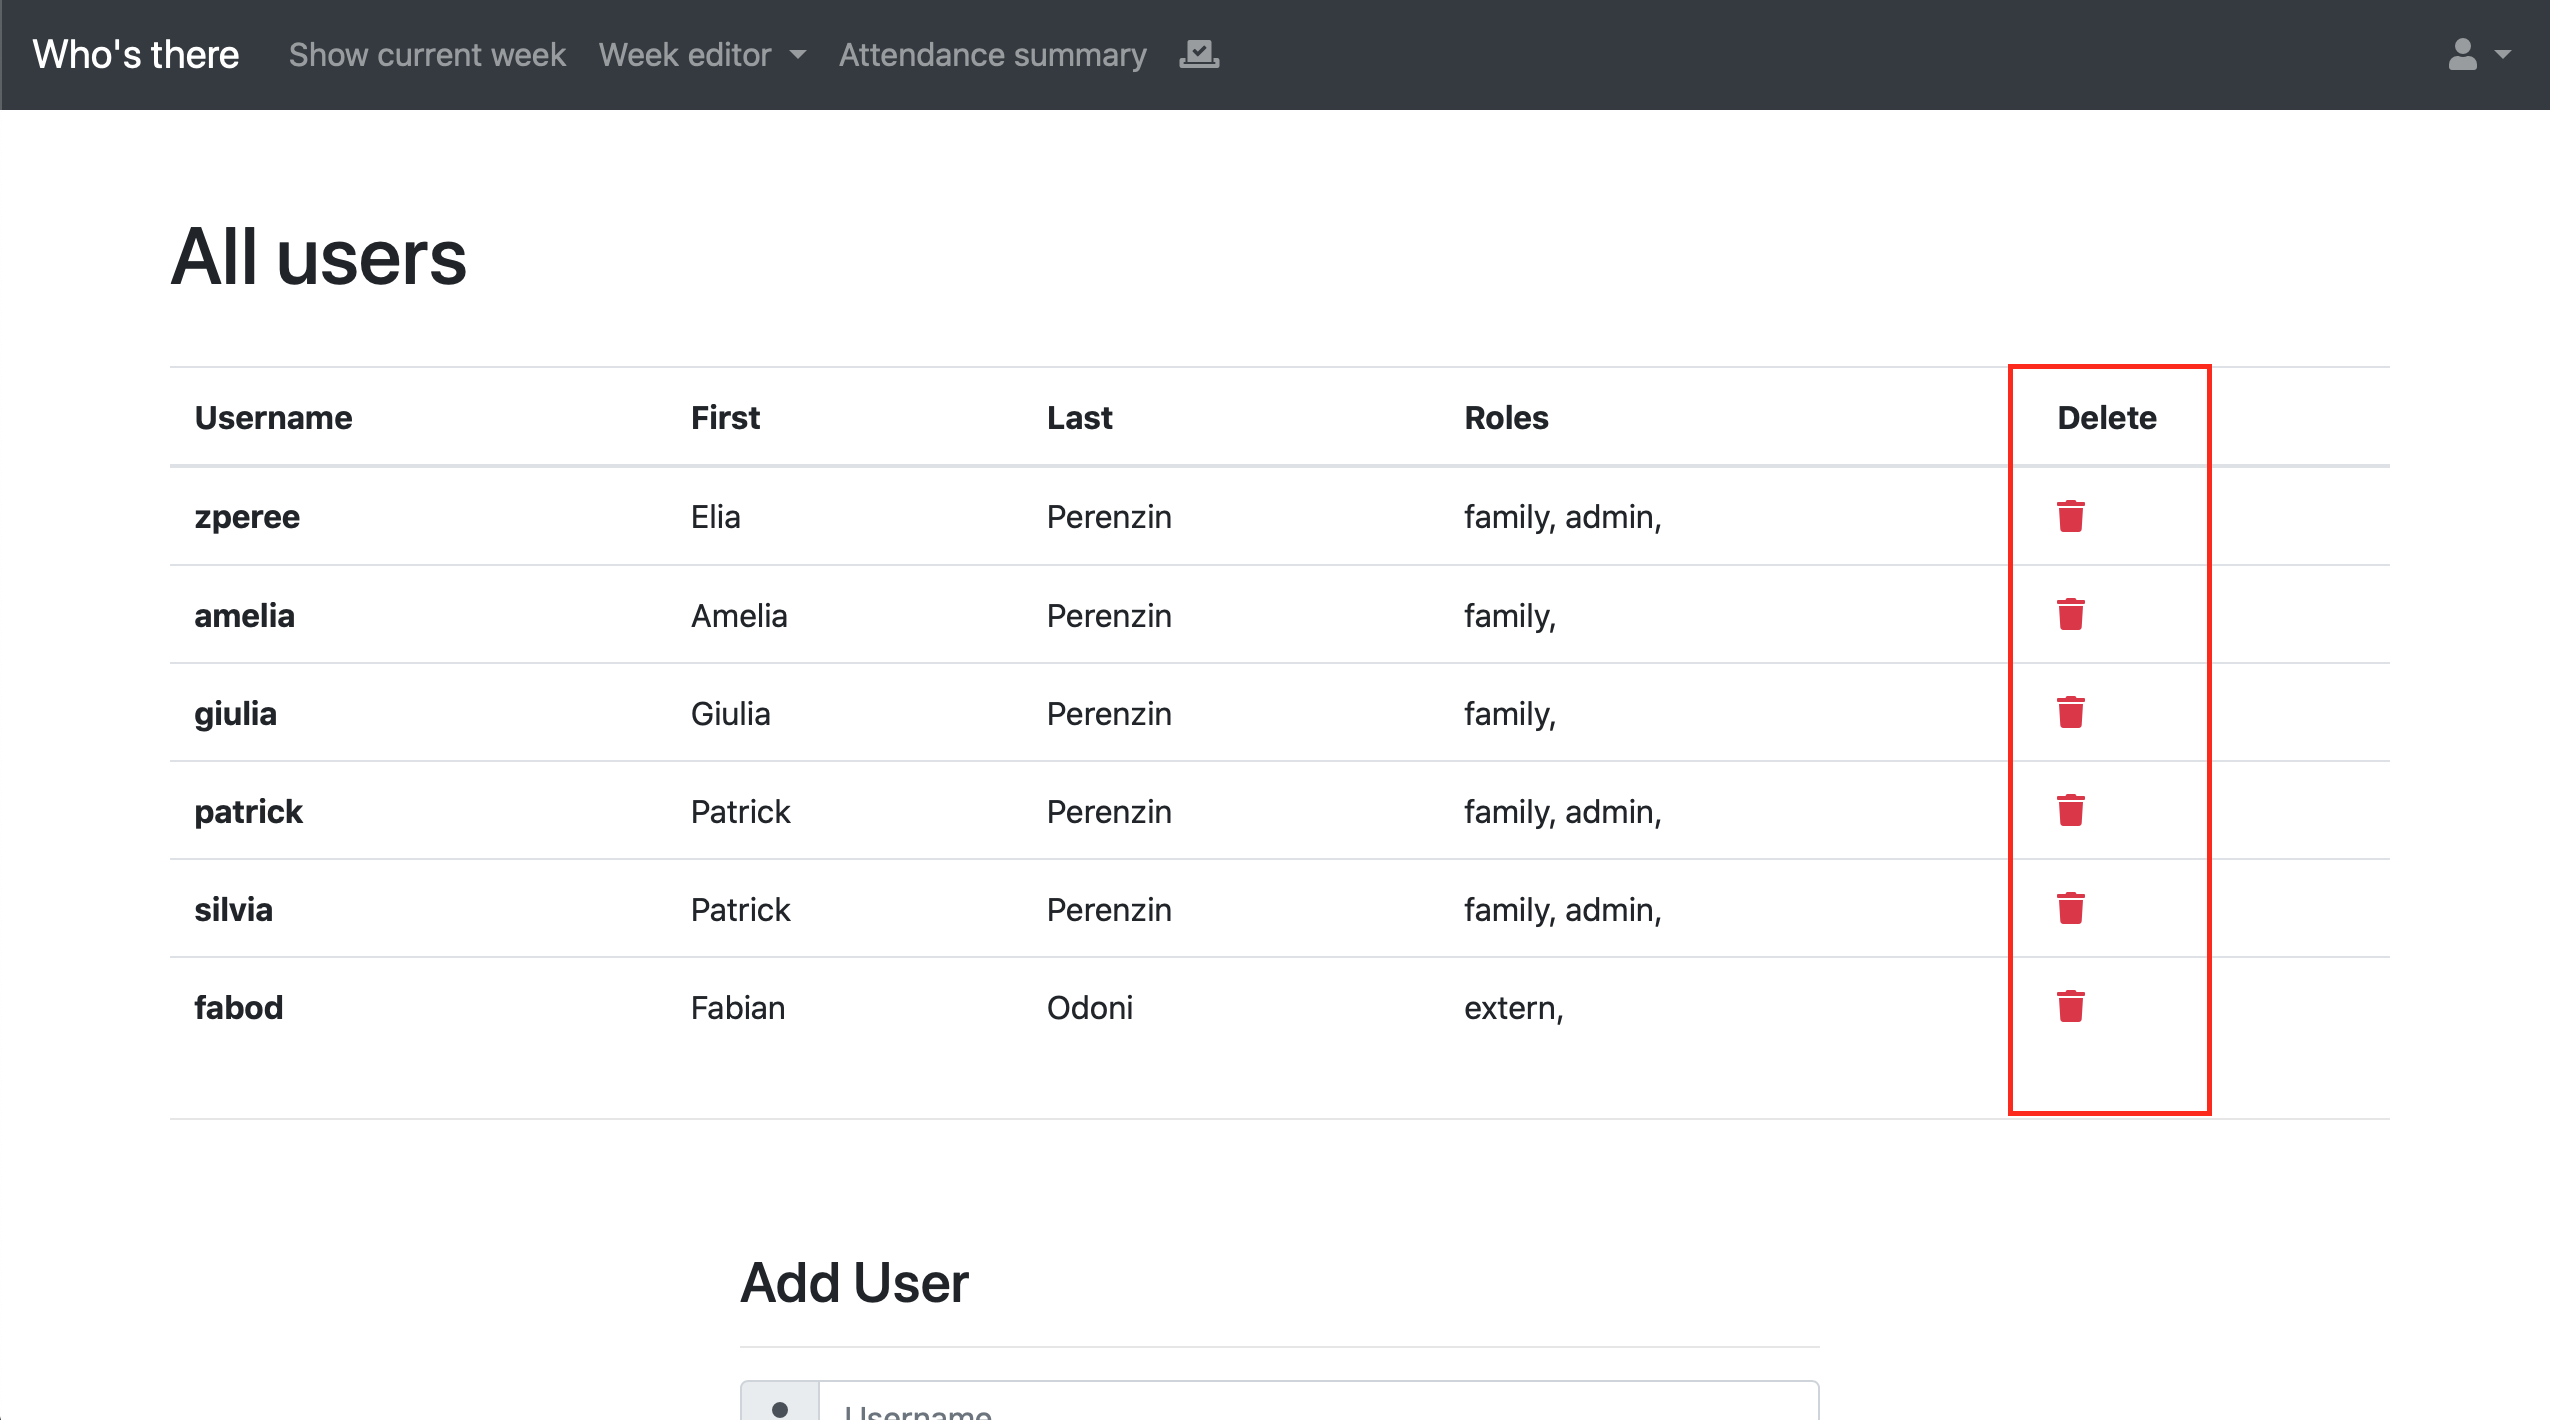 Who's there Show current week Week editor Attendance summary
All users
Username First Last Roles Delete
zperee Elia Perenzin family, admin,
amelia Amelia Perenzin family,
giulia Giulia Perenzin family,
patrick Patrick Perenzin family, admin,
silvia Patrick Perenzin family, admin,
fabod Fabian Odoni extern,
Add User
Username